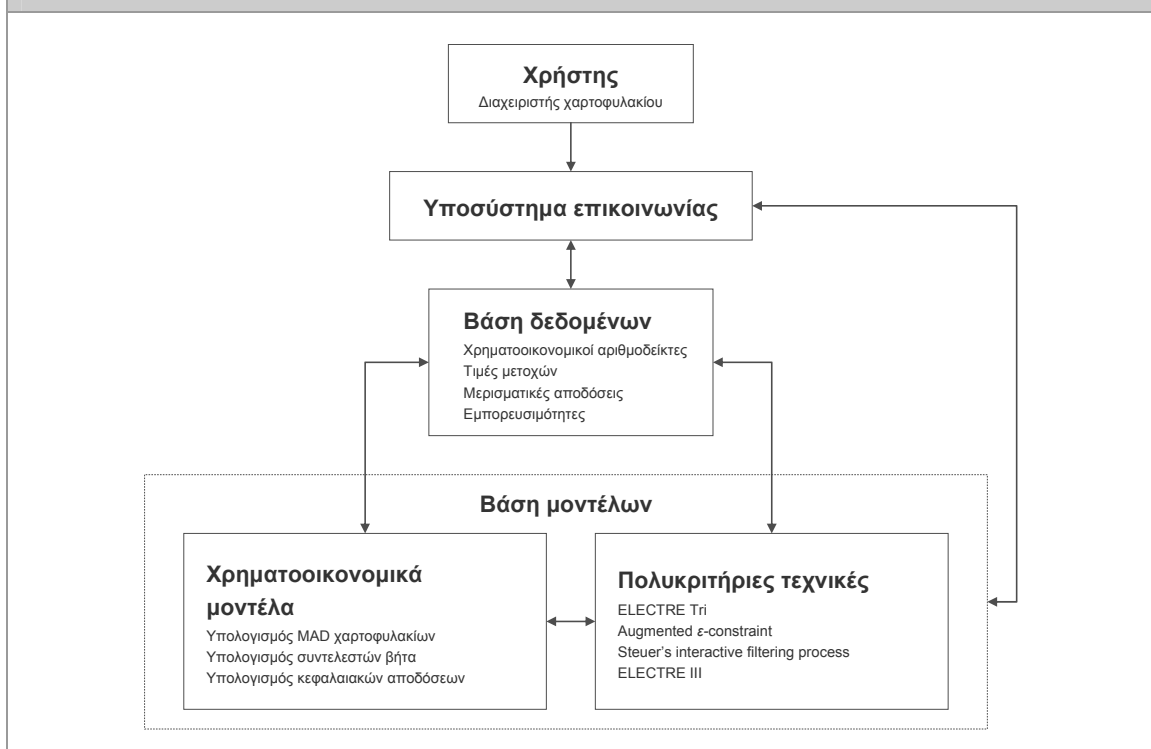 Χρήστης
Διαχειριστής χαρτοφυλακίου
Υποσύστημα επικοινωνίας
Βάση δεδομένων
Χρηματοοικονομικοί αριθμοδείκτες
Τιμές μετοχών
Μερισματικές αποδόσεις
Εμπορευσιμότητες
Βάση μοντέλων
Χρηματοοικονομικά
μοντέλα
Υπολογισμός MAD χαρτοφυλακίων
Υπολογισμός συντελεστών βήτα
Υπολογισμός κεφαλαιακών αποδόσεων
Πολυκριτήριες τεχνικές
ELECTRE Tri
Augmented ε-constraint
Steuer’s interactive filtering process
ELECTRE III